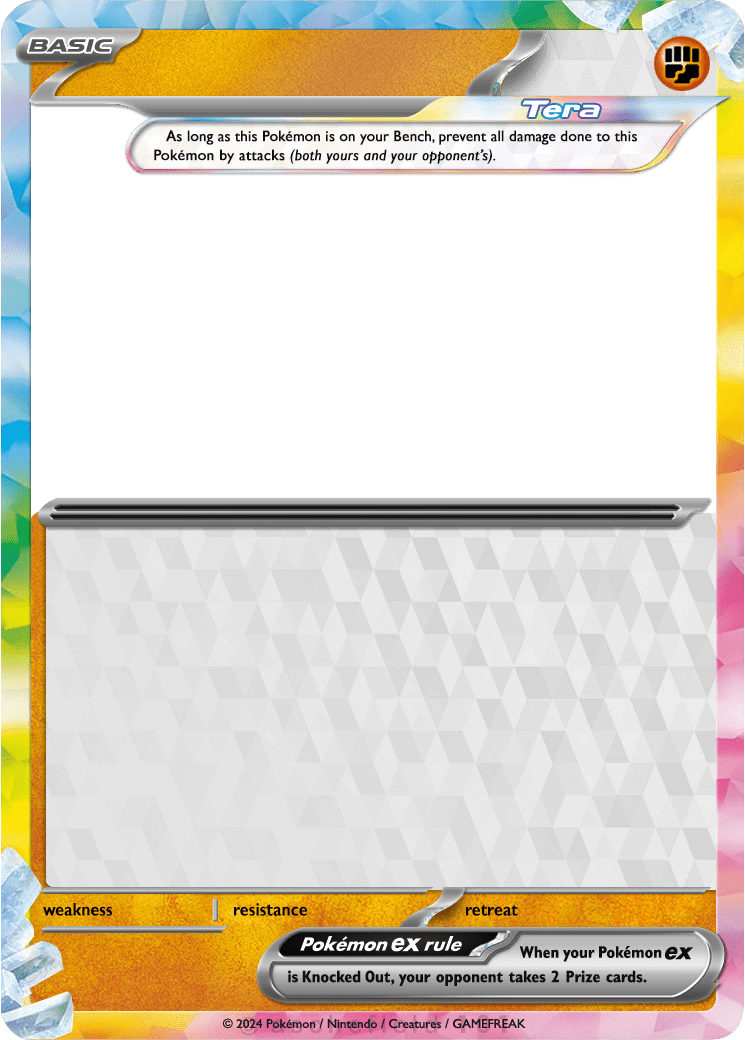 BASIC
Tera
As long as this Pokémon is on your Bench, prevent all damage done to this
Pokémon by attacks (both yours and your opponent's).
weakness
resistance
retreat
Pokémon ex rule
When your Pokémon ex
is Knocked Out, your opponent takes 2 Prize cards.
© 2024 Pokémon / Nintendo / Creatures / GAMEFREAK